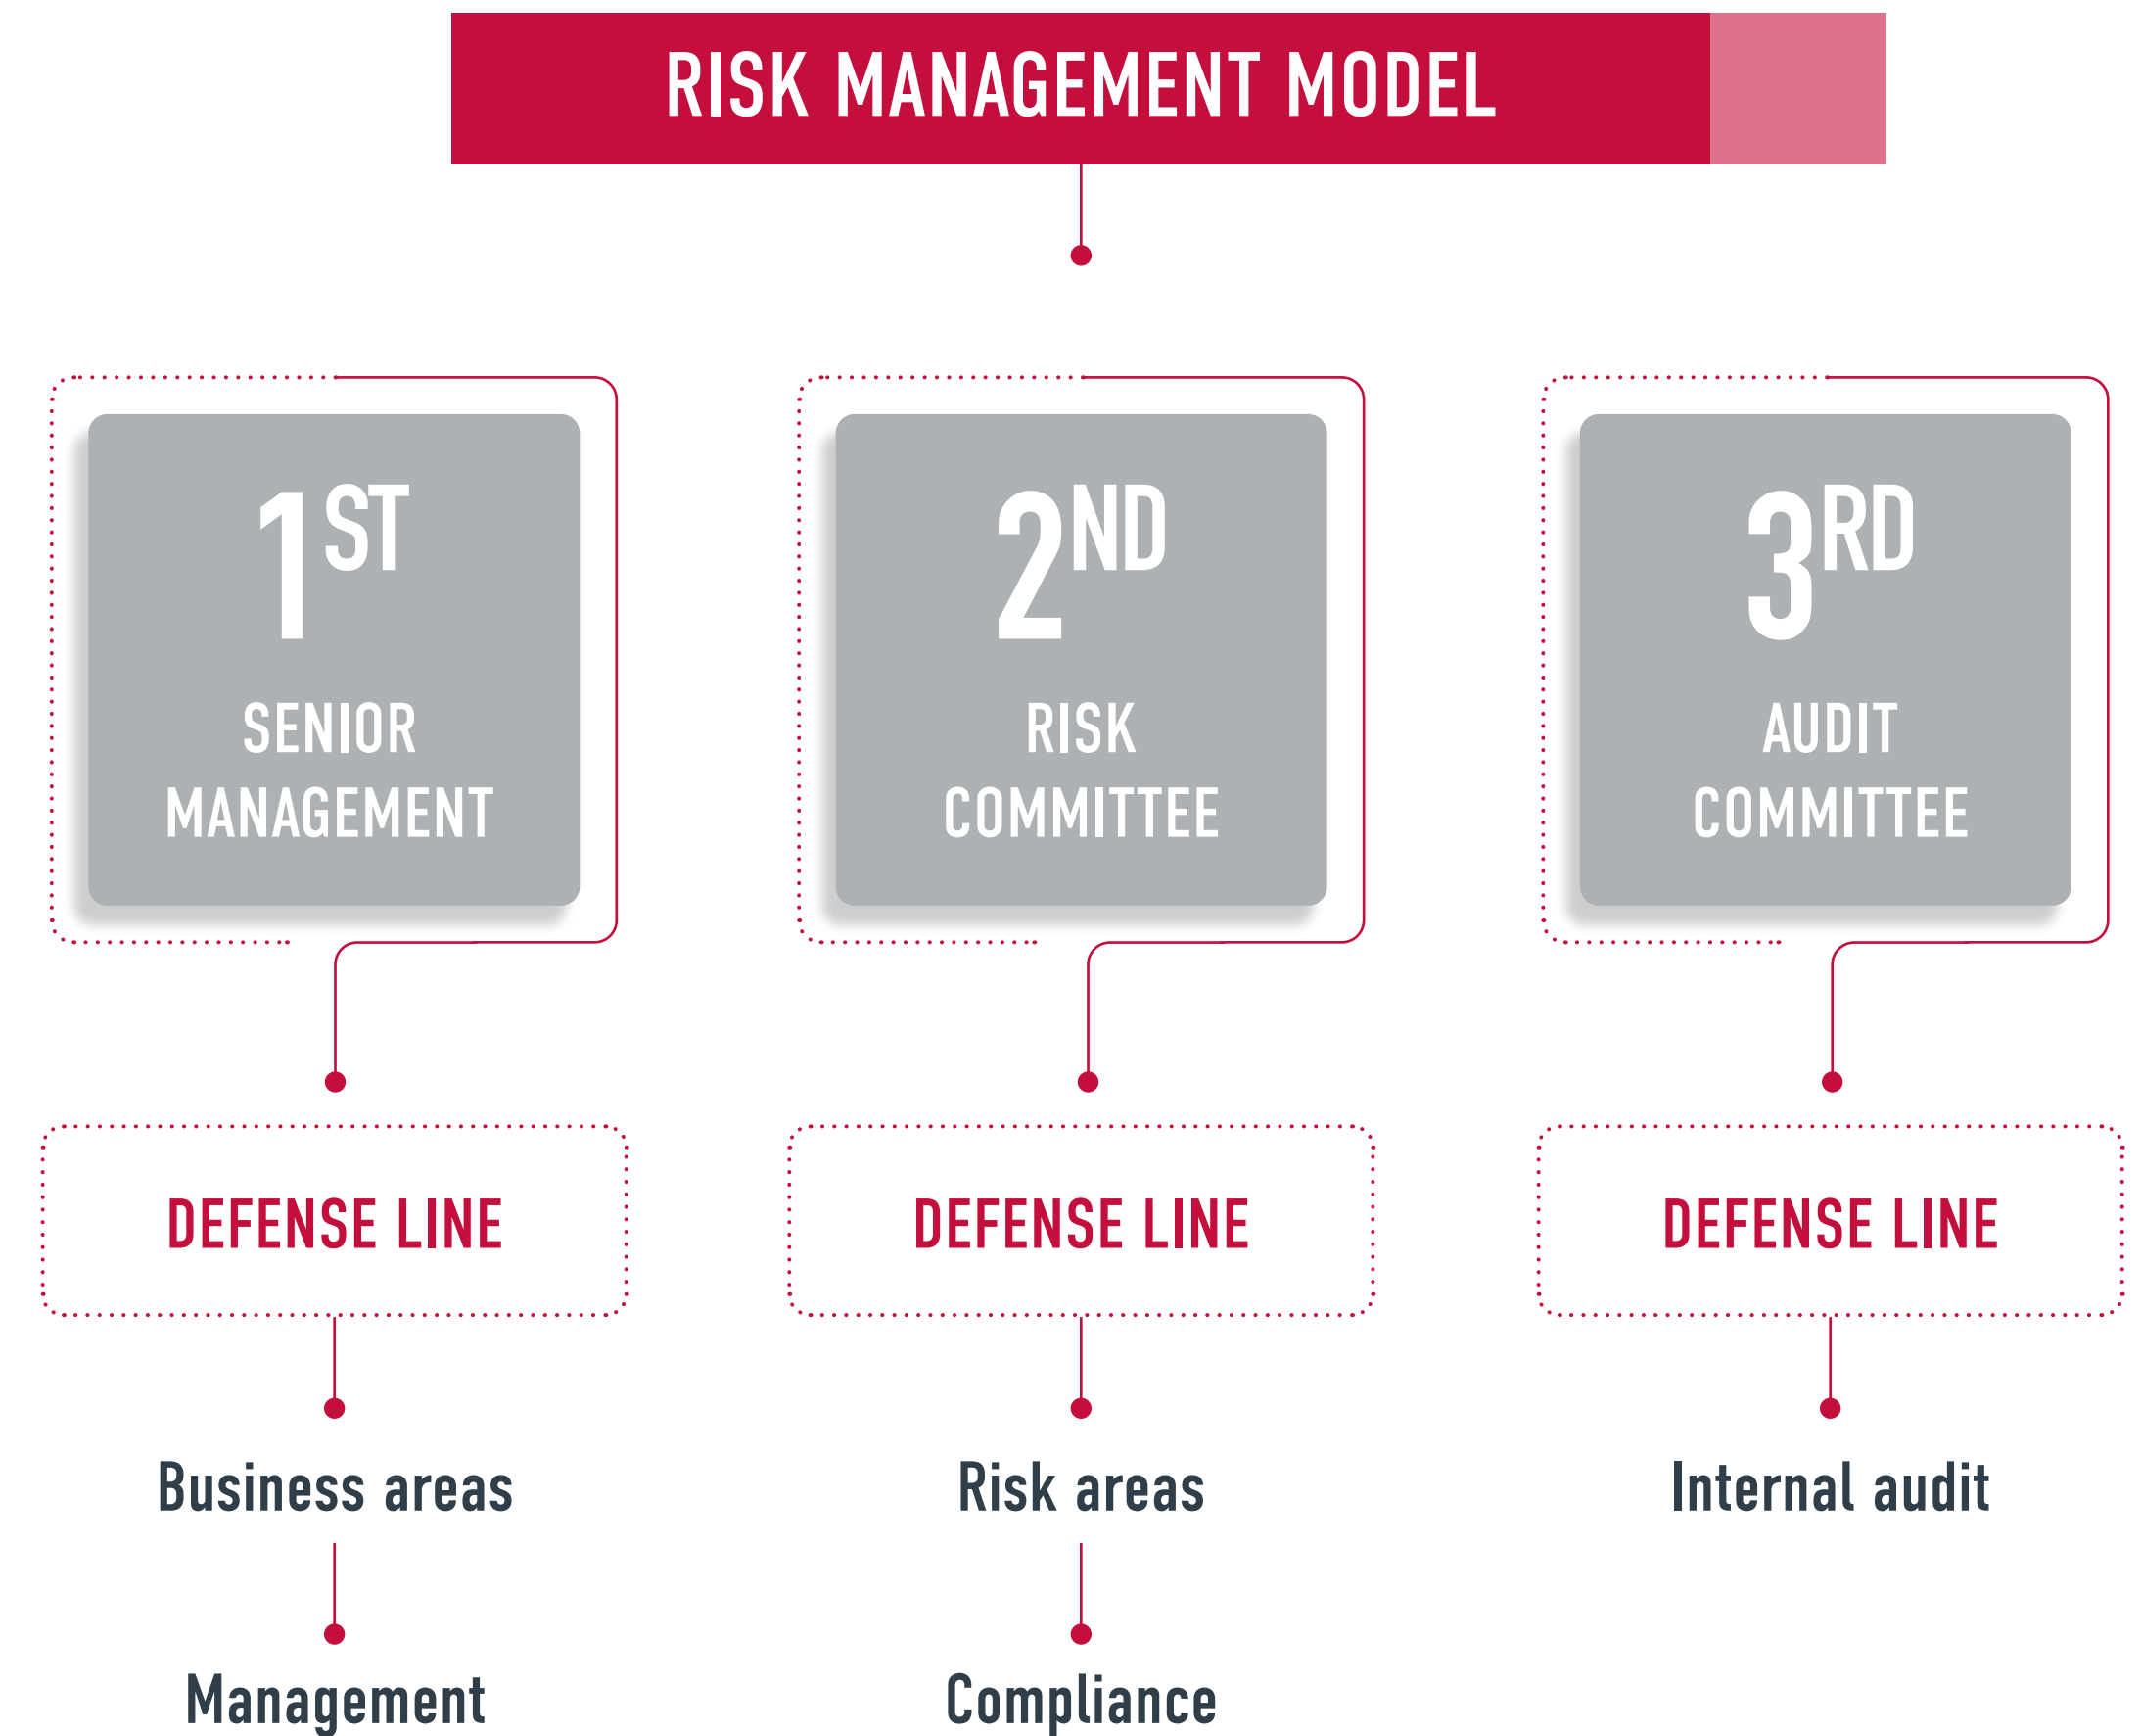 RISK MANAGEMENT MODEL
1ST
SENIOR
MANAGEMENT
DEFENSE LINE
Business areas
Management
2ND
RISK
COMMITTEE
DEFENSE LINE
Risk areas
Compliance
3RD
AUDIT
COMMITTEE
DEFENSE LINE
Internal audit